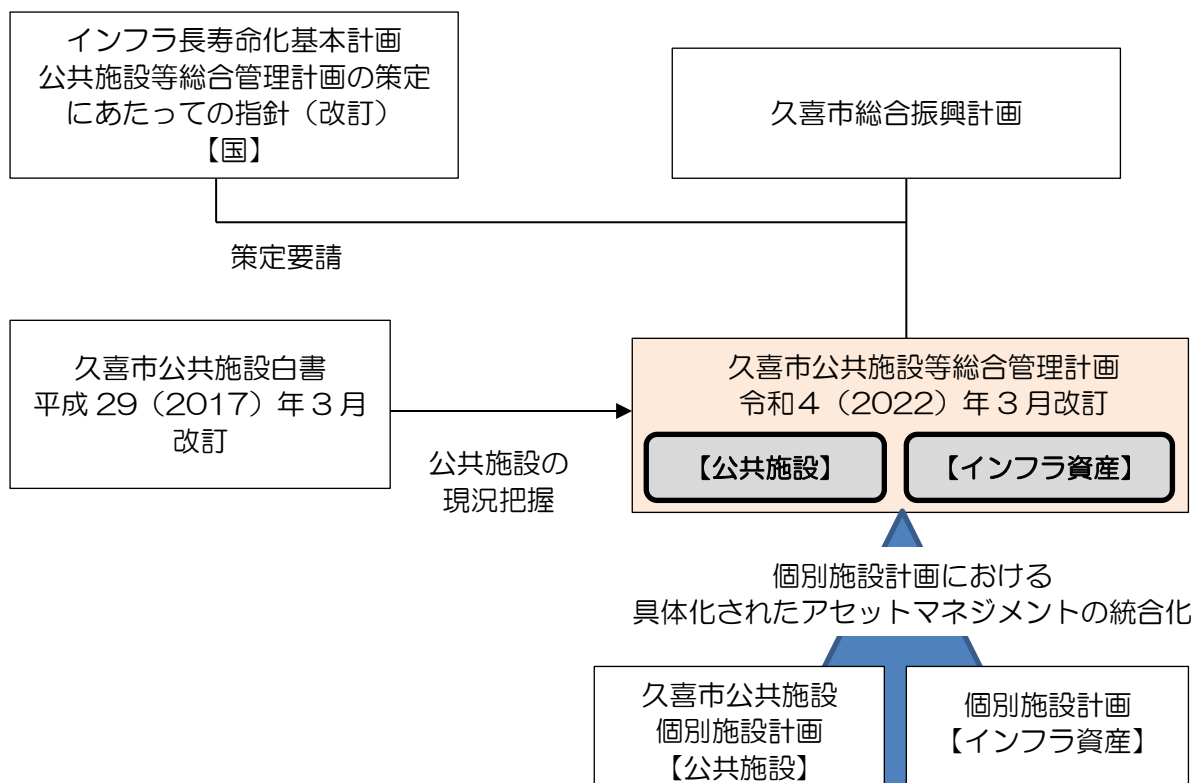 インフラ長寿命化基本計画
公共施設等総合管理計画の策定
にあたっての指針（改訂）
【国】
久喜市総合振興計画
策定要請
久喜市公共施設白書
平成 29（2017）年 3 月
改訂
公共施設の
現況把握
久喜市公共施設等総合管理計画
令和４（2022）年 3 月改訂
【公共施設】
【インフラ資産】
個別施設計画における
具体化されたアセットマネジメントの統合化
久喜市公共施設
個別施設計画
【公共施設】
個別施設計画
【インフラ資産】